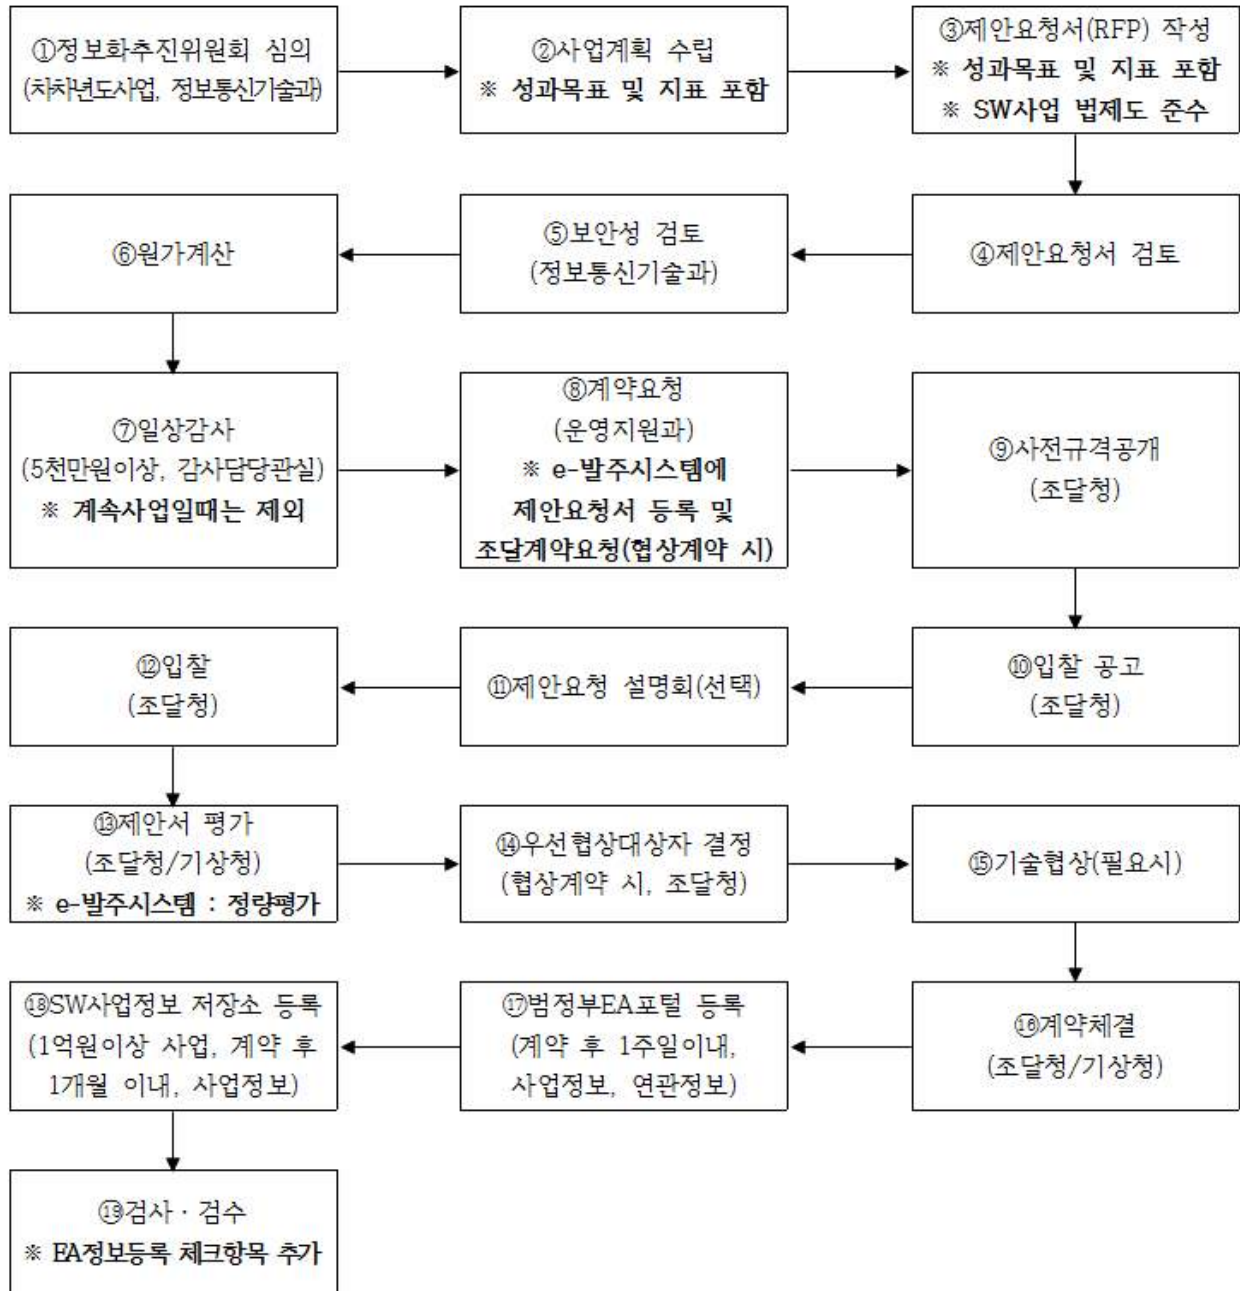 ①정보화추진위원회 심의
(차차년도사업, 정보통신기술과)
②사업계획 수립
※ 성과목표 및 지표 포함
③제안요청서(RFP) 작성
※ 성과목표 및 지표 포함
※ SW사업 법제도 준수
④제안요청서 검토
⑤보안성 검토
(정보통신기술과)
⑥원가계산
⑦일상감사
(5천만원이상, 감사담당관실)
※ 계속사업일때는 제외
⑧계약요청
(운영지원과)
※ e-발주시스템에
제안요청서 등록 및
조달계약요청(협상계약 시)
⑨사전규격공개
(조달청)
⑩입찰 공고
(조달청)
⑪제안요청 설명회(선택)
⑫입찰
(조달청)
⑬제안서 평가
(조달청/기상청)
※ e-발주시스템 : 정량평가
⑭우선협상대상자 결정
(협상계약 시, 조달청)
⑮기술협상(필요시)
⑯계약체결
(조달청/기상청)
⑰범정부EA포털 등록
(계약 후 1주일이내,
사업정보, 연관정보)
⑱SW사업정보 저장소 등록
(1억원이상 사업, 계약 후
1개월 이내, 사업정보)
⑲검사 · 검수
※ EA정보등록 체크항목 추가